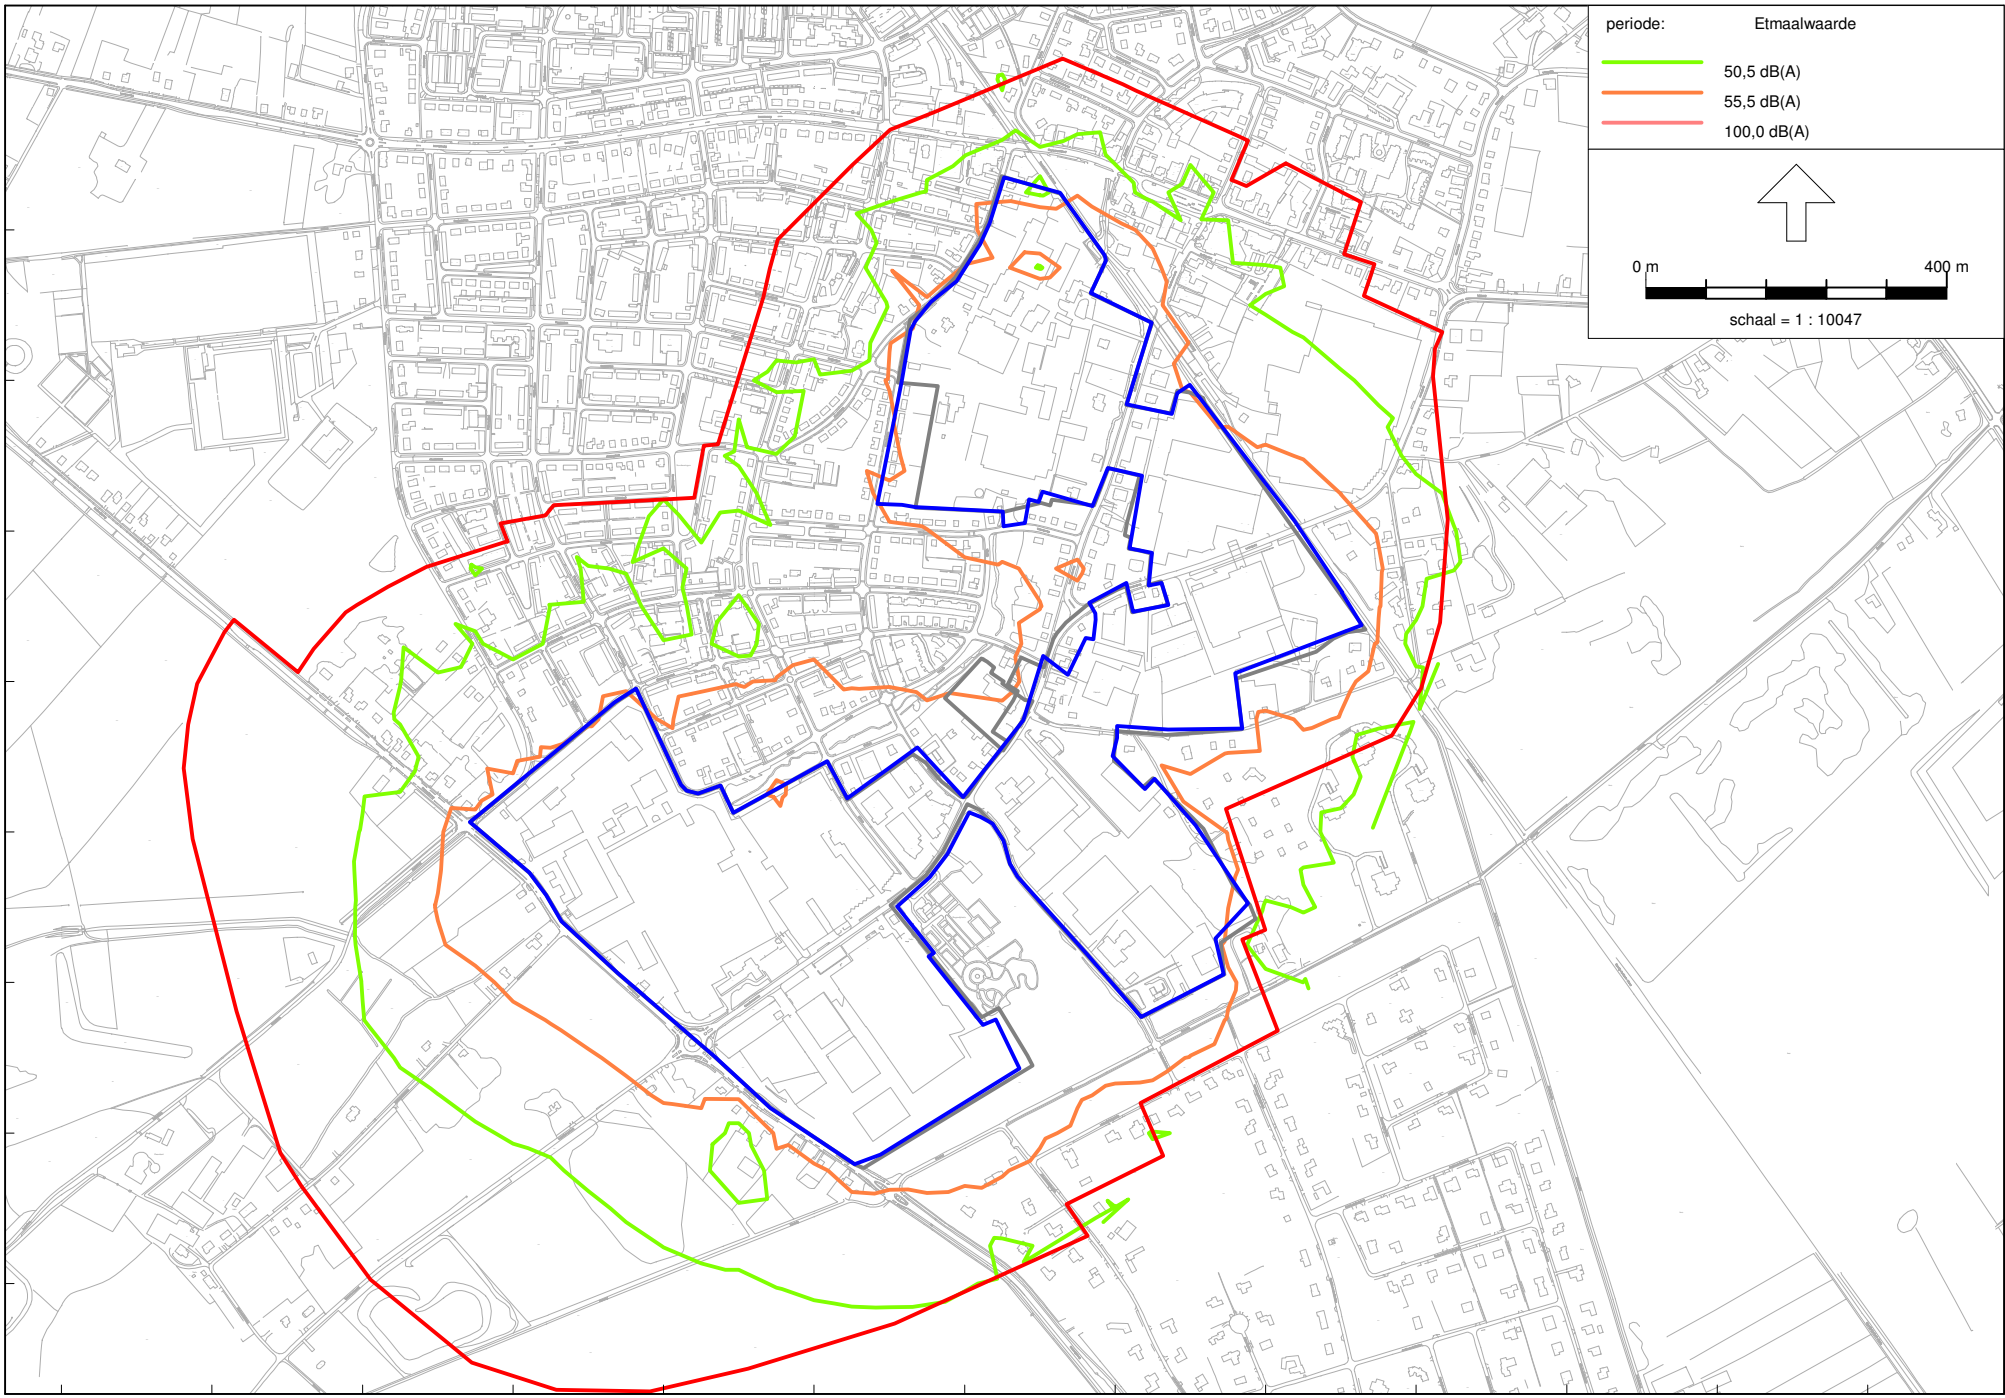 periode: Etmaalwaarde
50,5 dB(A)
55,5 dB(A)
100,0 dB(A)
0 m 400 m
schaal = 1 : 10047